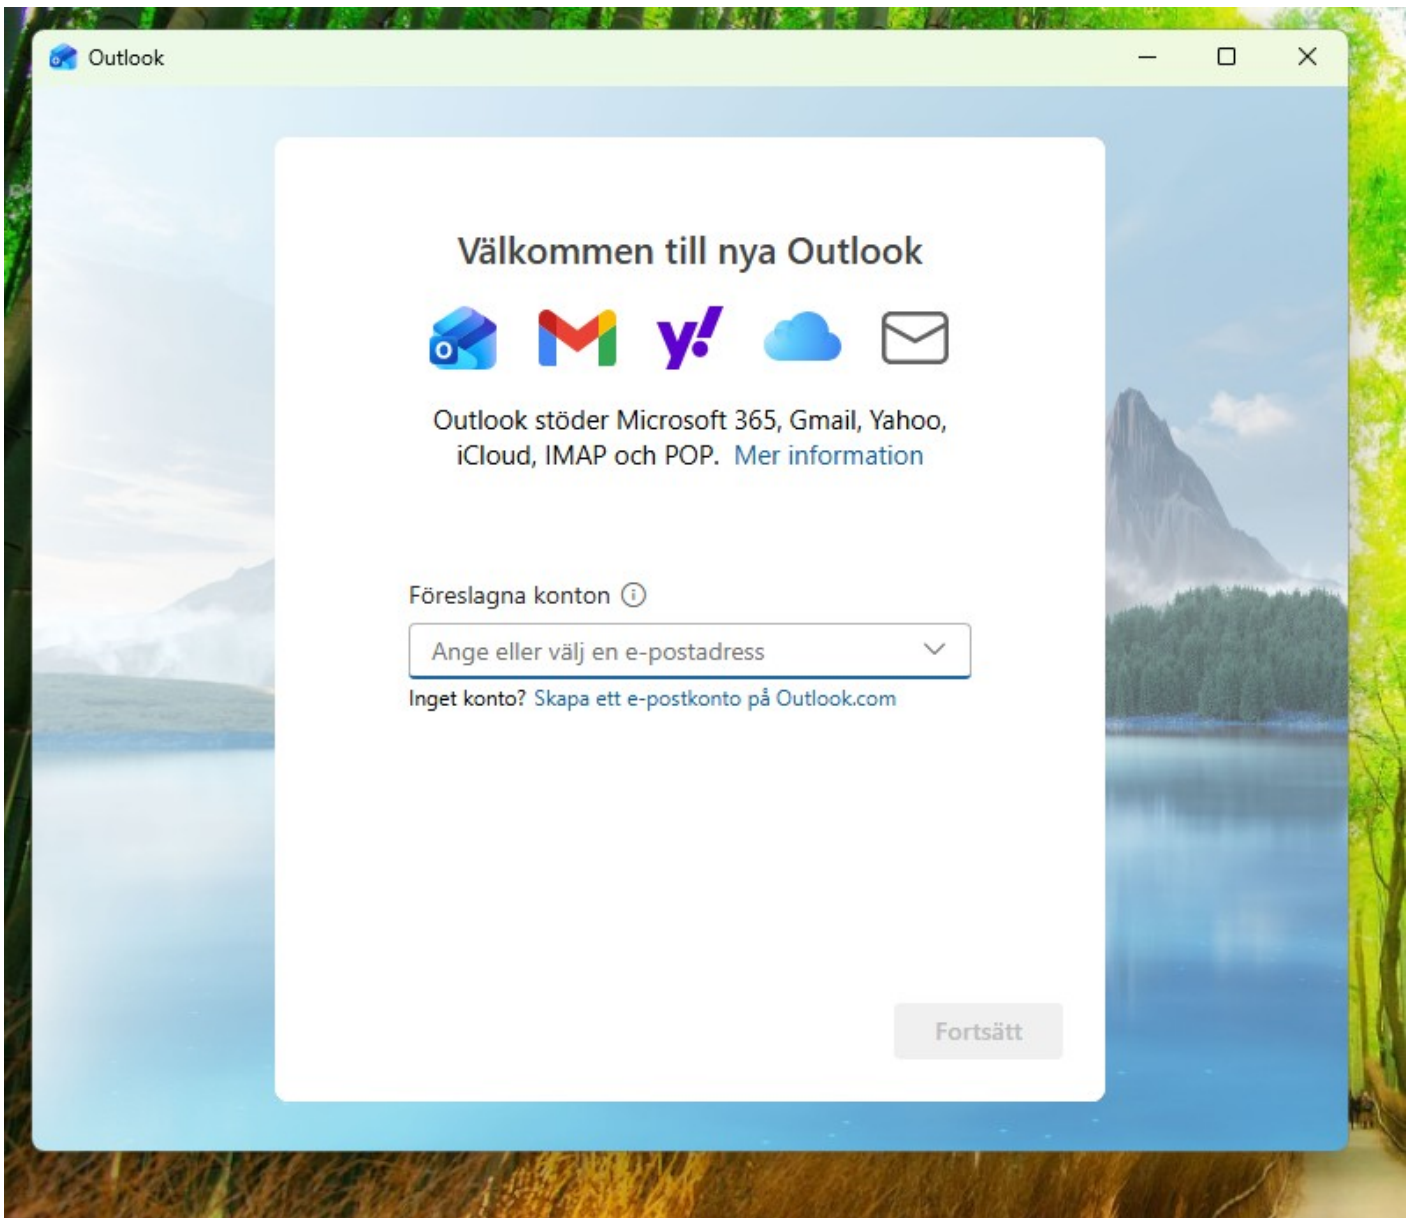 Outlook
Välkommen till nya Outlook
Outlook stöder Microsoft 365, Gmail, Yahoo,
iCloud, IMAP och POP. Mer information
Föreslagna konton
Ange eller välj en e-postadress
Inget konto? Skapa ett e-postkonto på Outlook.com
Fortsätt